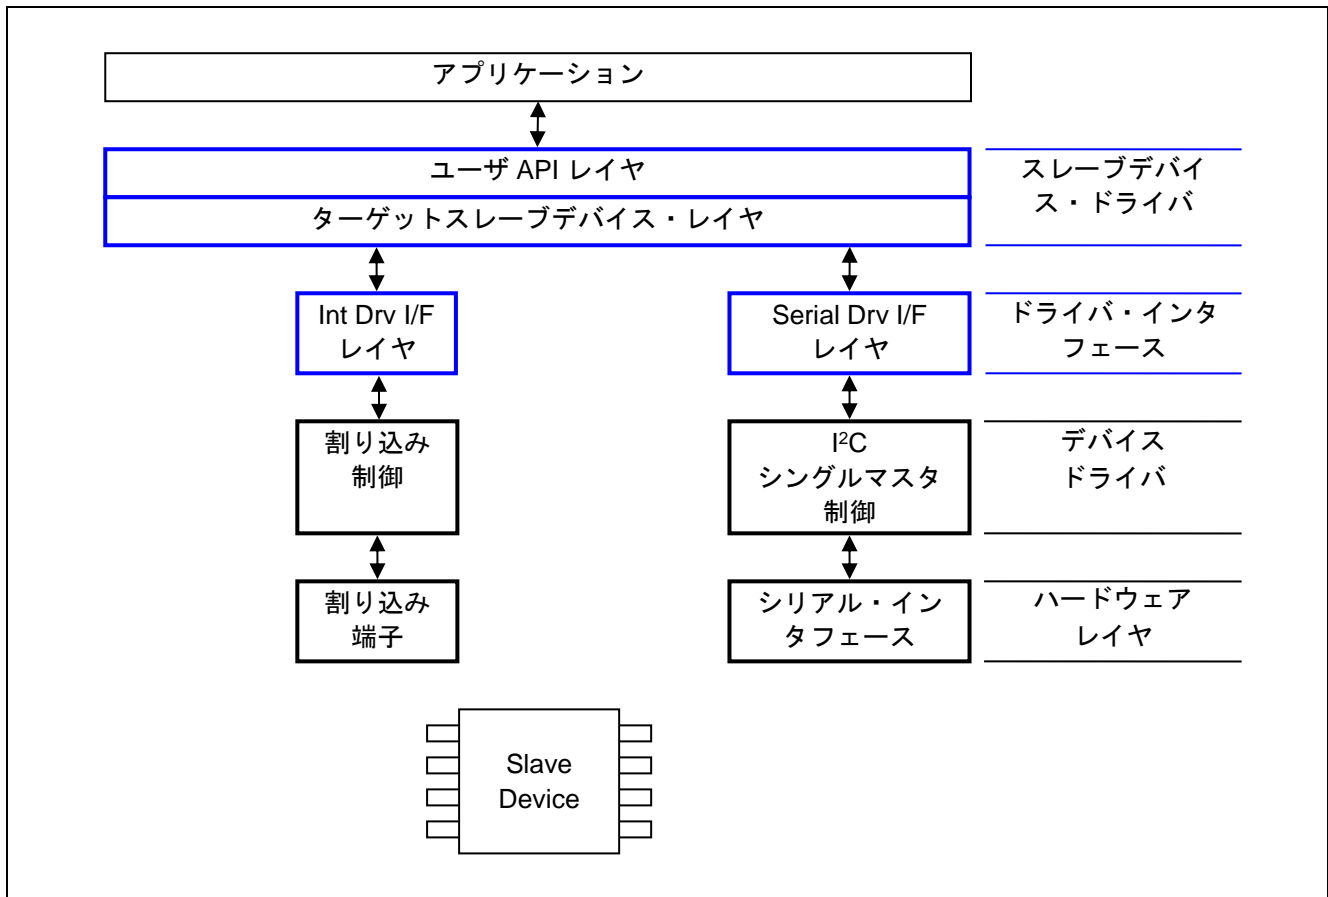 アプリケーション
ユーザ API レイヤ
ターゲットスレーブデバイス・レイヤ
スレーブデバイ
ス・ドライバ
Int Drv I/F
レイヤ
Serial Drv I/F
レイヤ
ドライバ・インタ
フェース
割り込み
制御
I²C
シングルマスタ
制御
デバイス
ドライバ
割り込み
端子
シリアル・イン
タフェース
ハードウェア
レイヤ
Slave
Device